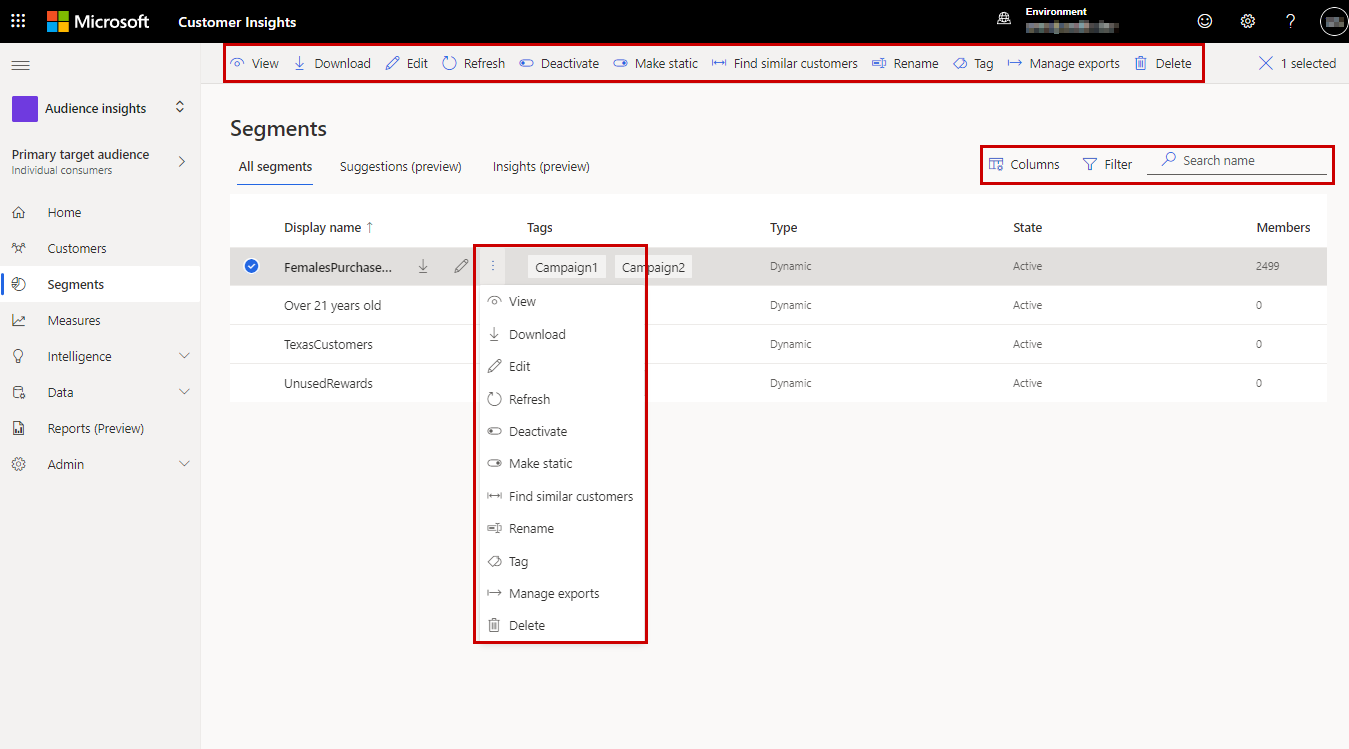 Microsoft Customer Insights
Environment
?
View Download Edit Refresh Deactivate Make static Find similar customers Rename Tag Manage exports Delete 1 selected
Audience insights
Primary target audience
Individual consumers
Home
Customers
Segments
Measures
Intelligence
Data
Reports (Preview)
Admin
Segments
All segments Suggestions (preview) Insights (preview)
Columns Filter Search name
Display name ↑ Tags Type State Members
FemalesPurchase... Campaign1 Campaign2 Dynamic Active 2499
Over 21 years old Dynamic Active 0
TexasCustomers Dynamic Active 0
UnusedRewards Dynamic Active 0
View
Download
Edit
Refresh
Deactivate
Make static
Find similar customers
Rename
Tag
Manage exports
Delete